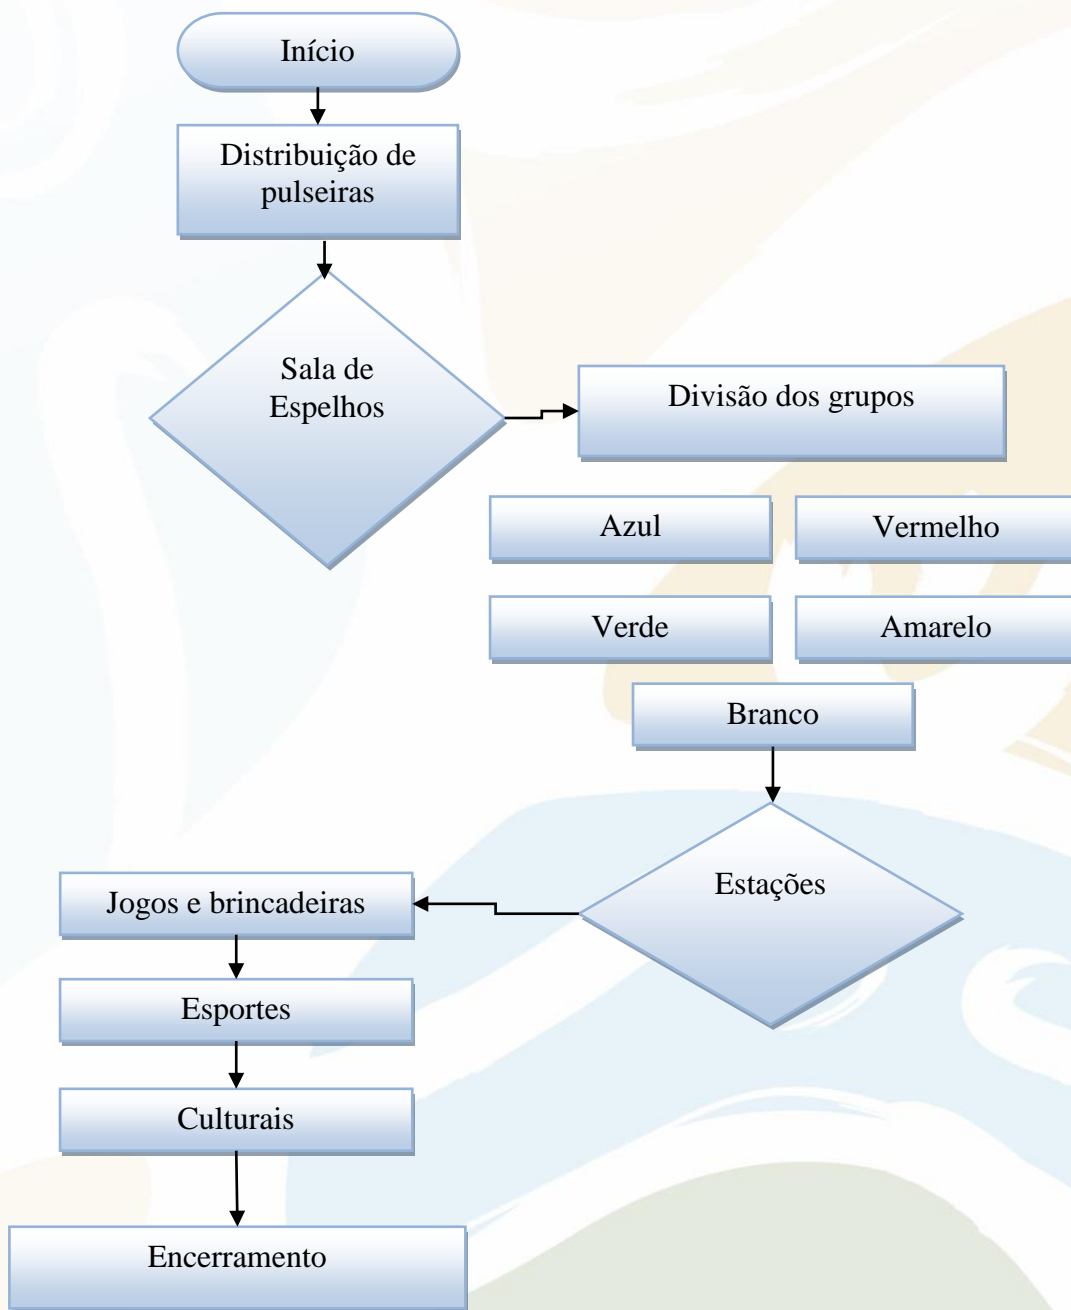 Início
Distribuição de
pulseiras
Sala de
Espelhos
Divisão dos grupos
Azul
Vermelho
Verde
Amarelo
Branco
Estações
Jogos e brincadeiras
Esportes
Culturais
Encerramento